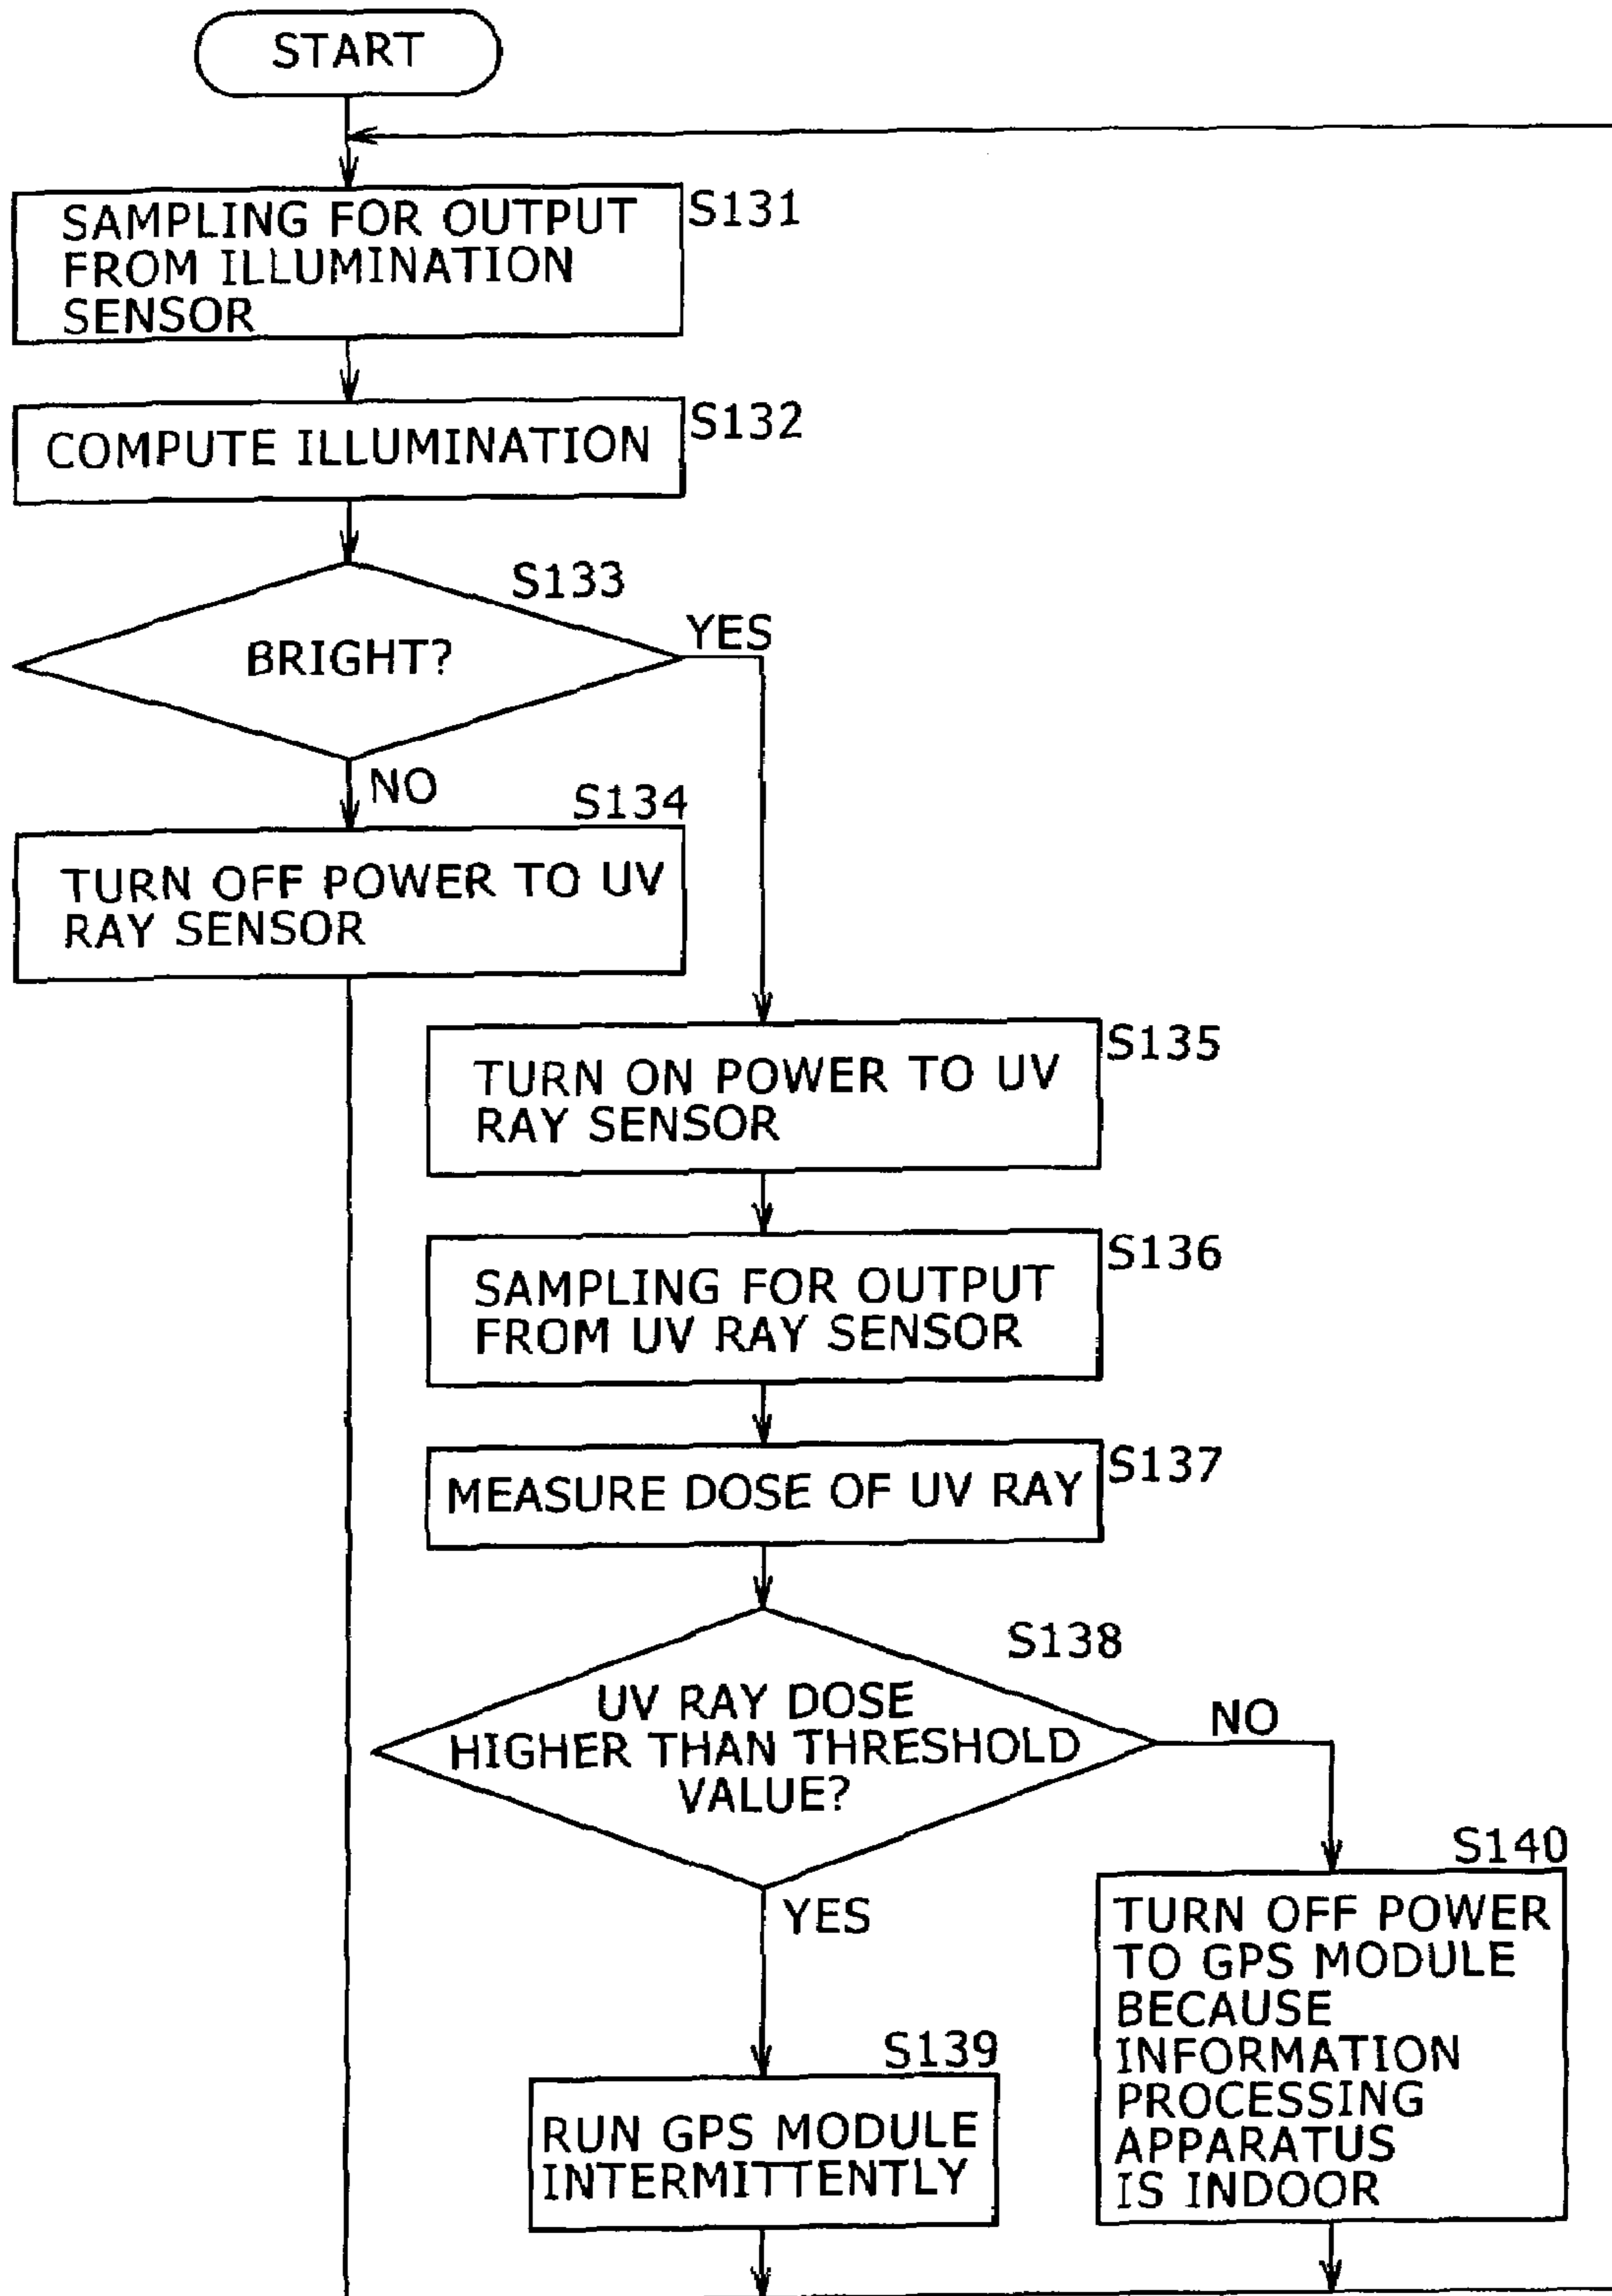 START
SAMPLING FOR OUTPUT
FROM ILLUMINATION
SENSOR
S131
COMPUTE ILLUMINATION
S132
S133
BRIGHT?
YES
NO
S134
TURN OFF POWER TO UV
RAY SENSOR
TURN ON POWER TO UV
RAY SENSOR
S135
SAMPLING FOR OUTPUT
FROM UV RAY SENSOR
S136
MEASURE DOSE OF UV RAY
S137
S138
UV RAY DOSE
HIGHER THAN THRESHOLD
VALUE?
NO
YES
S139
RUN GPS MODULE
INTERMITTENTLY
S140
TURN OFF POWER
TO GPS MODULE
BECAUSE
INFORMATION
PROCESSING
APPARATUS
IS INDOOR